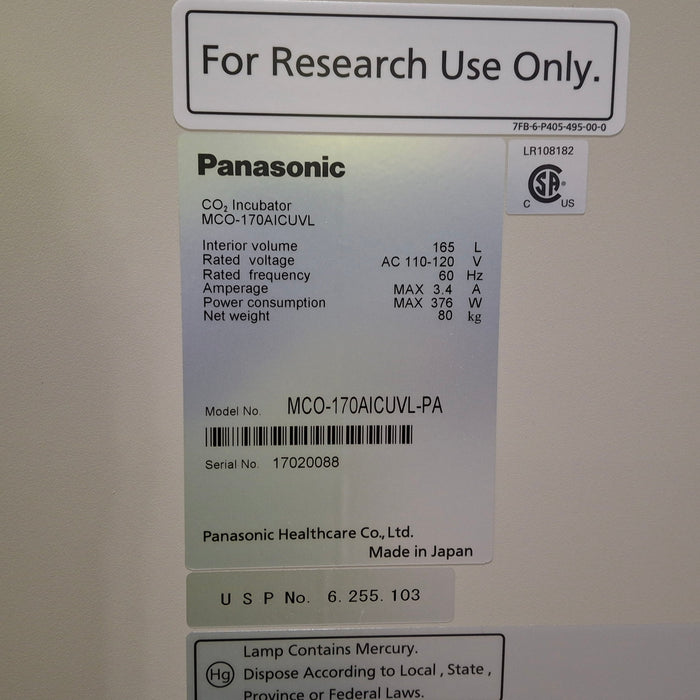 For Research Use Only.
7FB-6-P405-495-00-0
Panasonic
LR108182
SA
C US
CO₂ Incubator
MCO-170AICUVL
Interior volume 165 L
Rated voltage AC 110-120 V
Rated frequency 60 Hz
Amperage MAX 3.4 A
Power consumption MAX 376 W
Net weight 80 kg
Model No. MCO-170AICUVL-PA
Serial No. 17020088
Panasonic Healthcare Co., Ltd.
Made in Japan
U S P No. 6. 255. 103
Lamp Contains Mercury.
Hg Dispose According to Local , State ,
Province or Federal Laws.